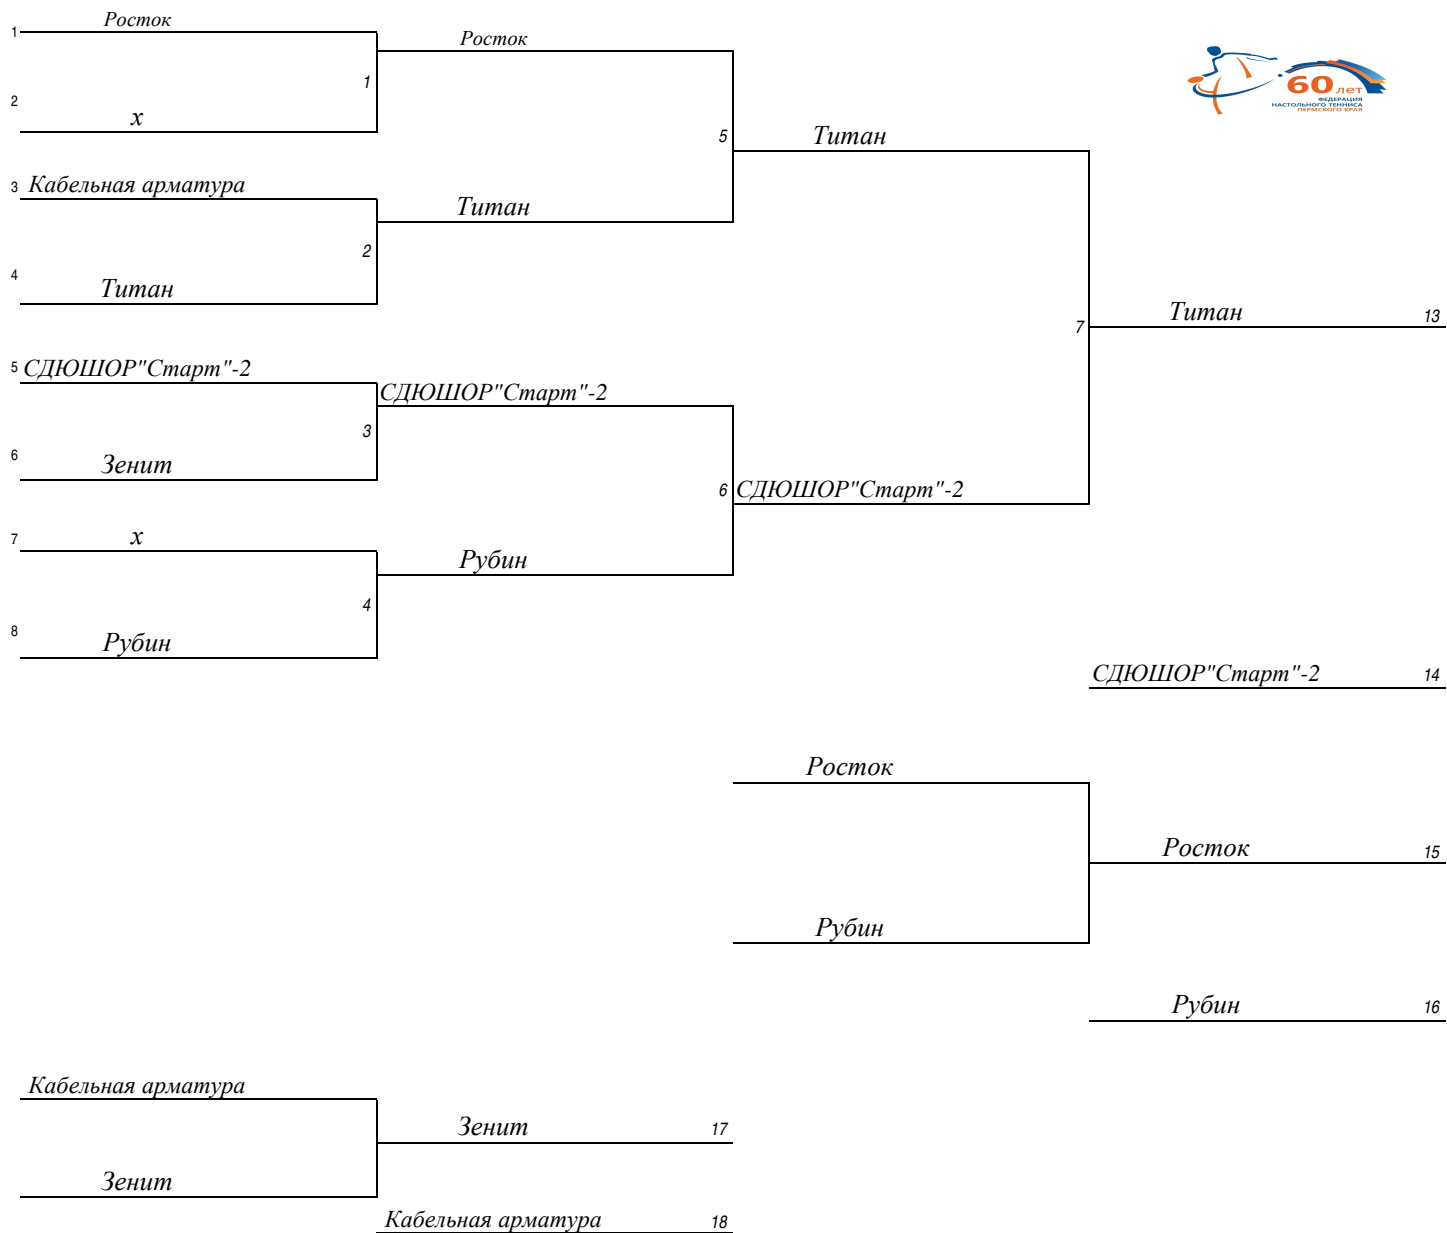 1 Росток
Росток
1
2 х
5 Титан
3 Кабельная арматура
Титан
2
4 Титан
Титан 13
7
5 СДЮШОР"Старт"-2
СДЮШОР"Старт"-2
3
6 Зенит
6 СДЮШОР"Старт"-2
7 х
Рубин
4
8 Рубин
СДЮШОР"Старт"-2 14
Росток
Росток 15
Рубин
Рубин 16
Кабельная арматура
Зенит 17
Зенит
Кабельная арматура 18
60 лет
ФЕДЕРАЦИЯ
НАСТОЛЬНОГО ТЕННИСА
ПЕРМСКОГО КРАЯ